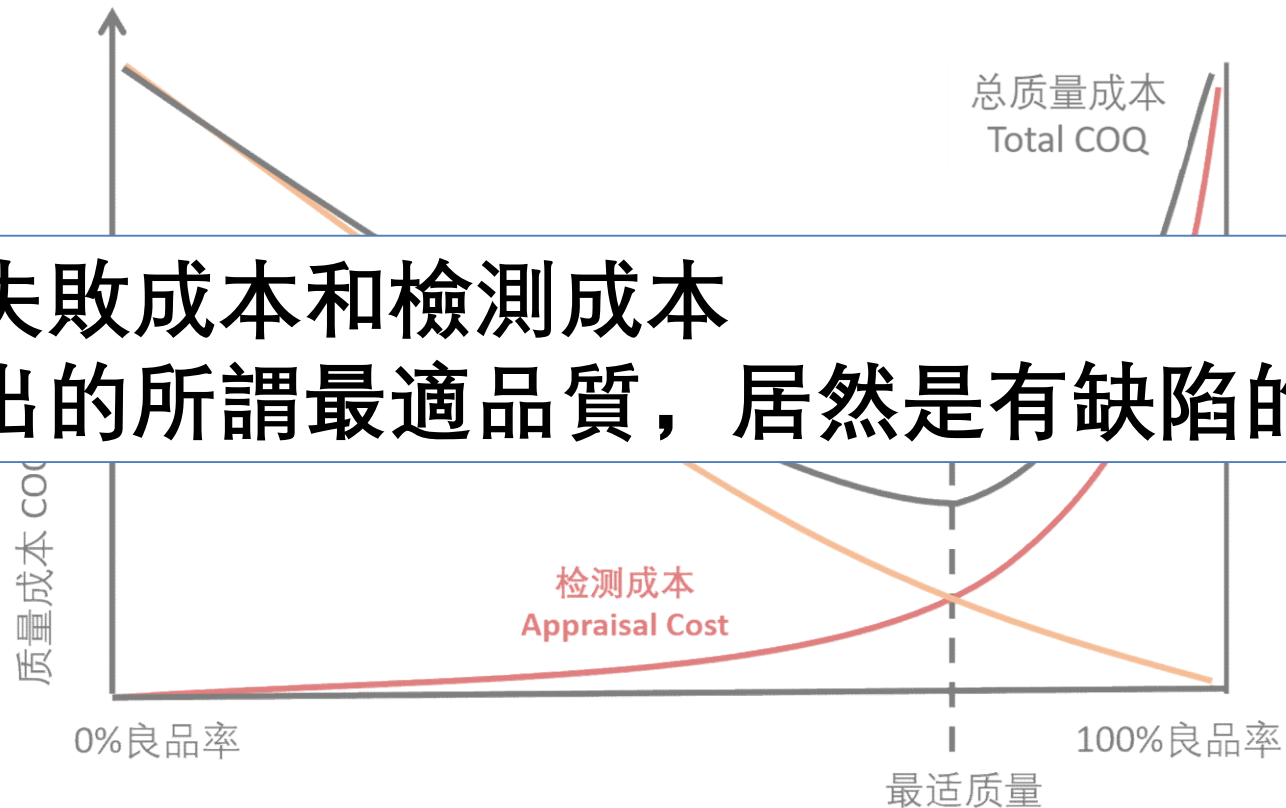 总质量成本
Total COQ
失敗成本和檢測成本
出的所謂最適品質，居然是有缺陷的
质量成本 COQ
检测成本
Appraisal Cost
0%良品率
100%良品率
最适质量